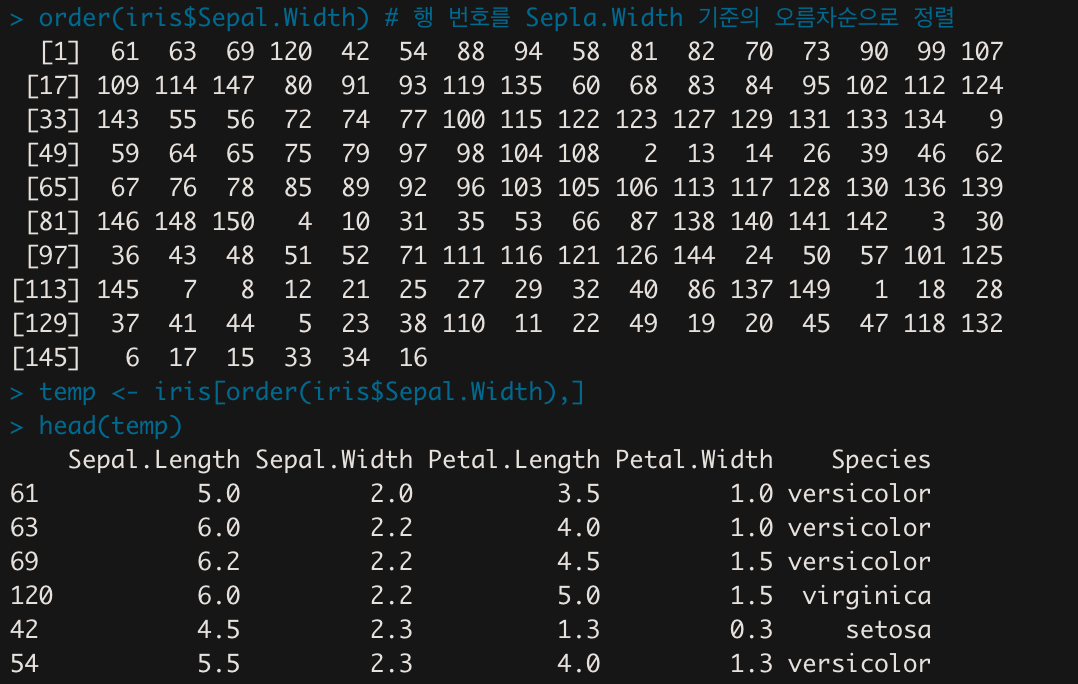 > order(iris$Sepal.Width) # 행 번호를 Sepla.Width 기준의 오름차순으로 정렬
  [1]  61  63  69 120  42  54  88  94  58  81  82  70  73  90  99 107
 [17] 109 114 147  80  91  93 119 135  60  68  83  84  95 102 112 124
 [33] 143  55  56  72  74  77 100 115 122 123 127 129 131 133 134   9
 [49]  59  64  65  75  79  97  98 104 108   2  13  14  26  39  46  62
 [65]  67  76  78  85  89  92  96 103 105 106 113 117 128 130 136 139
 [81] 146 148 150   4  10  31  35  53  66  87 138 140 141 142   3  30
 [97]  36  43  48  51  52  71 111 116 121 126 144  24  50  57 101 125
[113] 145   7   8  12  21  25  27  29  32  40  86 137 149   1  18  28
[129]  37  41  44   5  23  38 110  11  22  49  19  20  45  47 118 132
[145]   6  17  15  33  34  16
> temp <- iris[order(iris$Sepal.Width),]
> head(temp)
    Sepal.Length Sepal.Width Petal.Length Petal.Width    Species
61           5.0         2.0          3.5         1.0 versicolor
63           6.0         2.2          4.0         1.0 versicolor
69           6.2         2.2          4.5         1.5 versicolor
120          6.0         2.2          5.0         1.5  virginica
42           4.5         2.3          1.3         0.3     setosa
54           5.5         2.3          4.0         1.3 versicolor